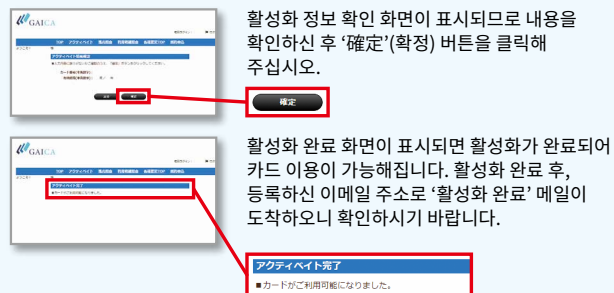 GAICA
활성화 정보 확인 화면이 표시되므로 내용을
확인하신 후 ‘確定’(확정) 버튼을 클릭해
주십시오.
確定
GAICA
활성화 완료 화면이 표시되면 활성화가 완료되어
카드 이용이 가능해집니다. 활성화 완료 후,
등록하신 이메일 주소로 ‘활성화 완료’ 메일이
도착하오니 확인하시기 바랍니다.
アクティベイト完了
■カードがご利用可能になりました。